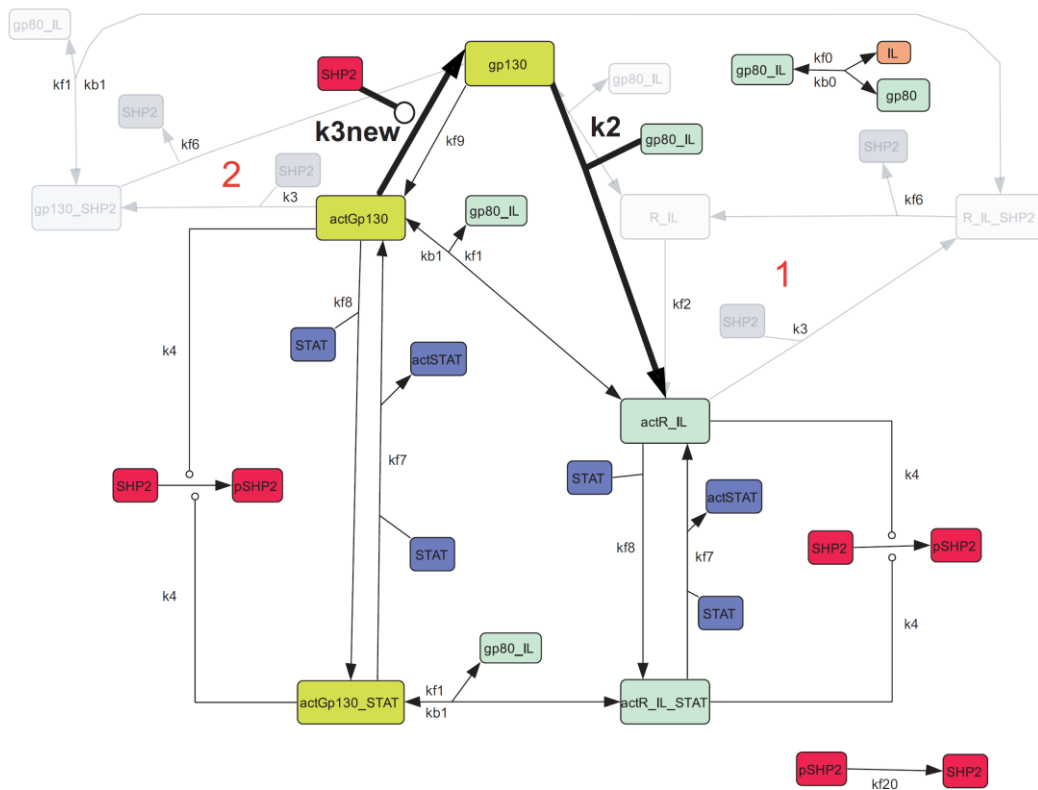 gp80_IL
kf1
kb1
SHP2
kf6
2
SHP2
k3
gp130_SHP2
SHP2
k3new
gp130
kf9
gp80_IL
k2
gp80_IL
gp80_IL
kf0
kb0
IL
gp80
SHP2
kf6
R_IL
R_IL_SHP2
1
kf2
SHP2
k3
actGp130
gp80_IL
kb1
kf1
kf8
STAT
actSTAT
k4
kf7
SHP2
pSHP2
STAT
k4
actR_IL
STAT
actSTAT
kf8
kf7
STAT
k4
SHP2
pSHP2
k4
actGp130_STAT
gp80_IL
kf1
kb1
actR_IL_STAT
pSHP2
kf20
SHP2